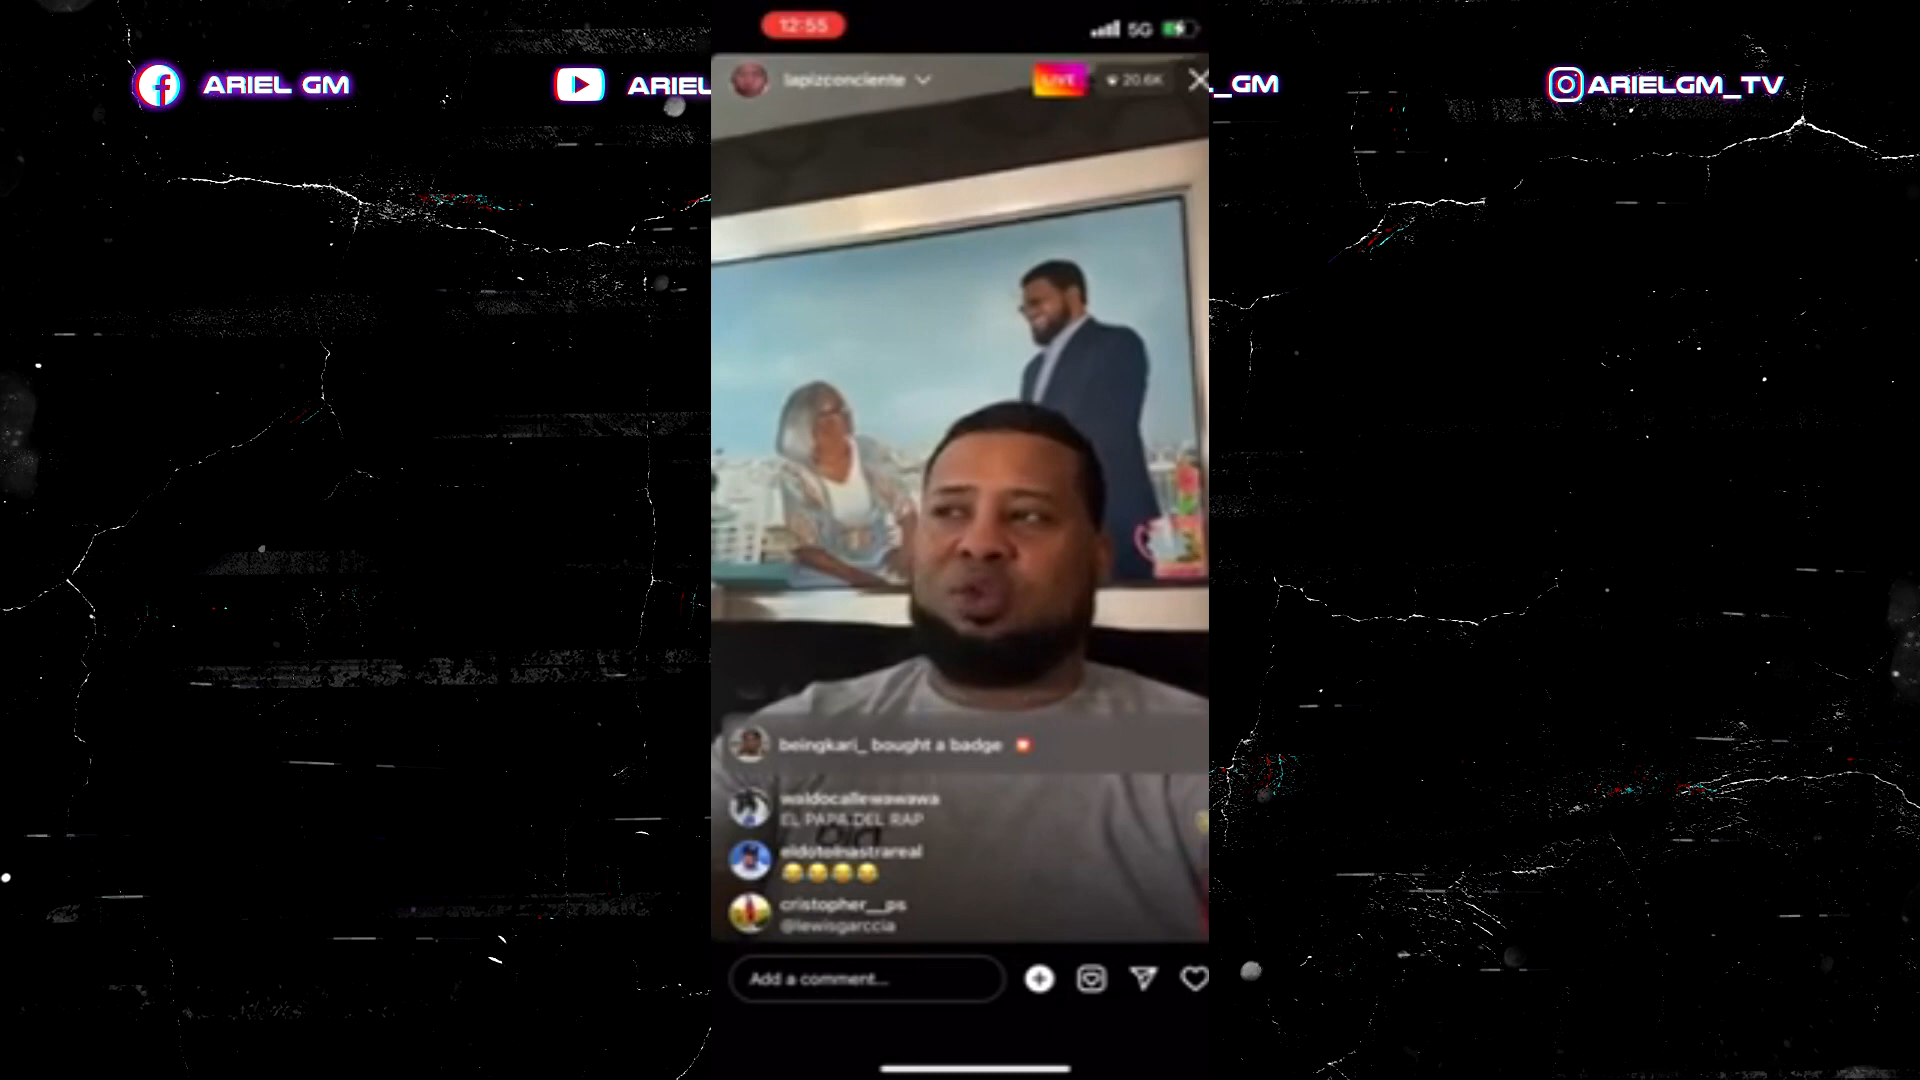 12:55
5G
ARIEL GM
ARIEL
_GM
ARIELGM_TV
lapizconciente
LIVE
20.6K
beingkari_ bought a badge
waldocallewawawa
EL PAPA DEL RAP
cristopher__ps
@lewisgarccia
Add a comment...